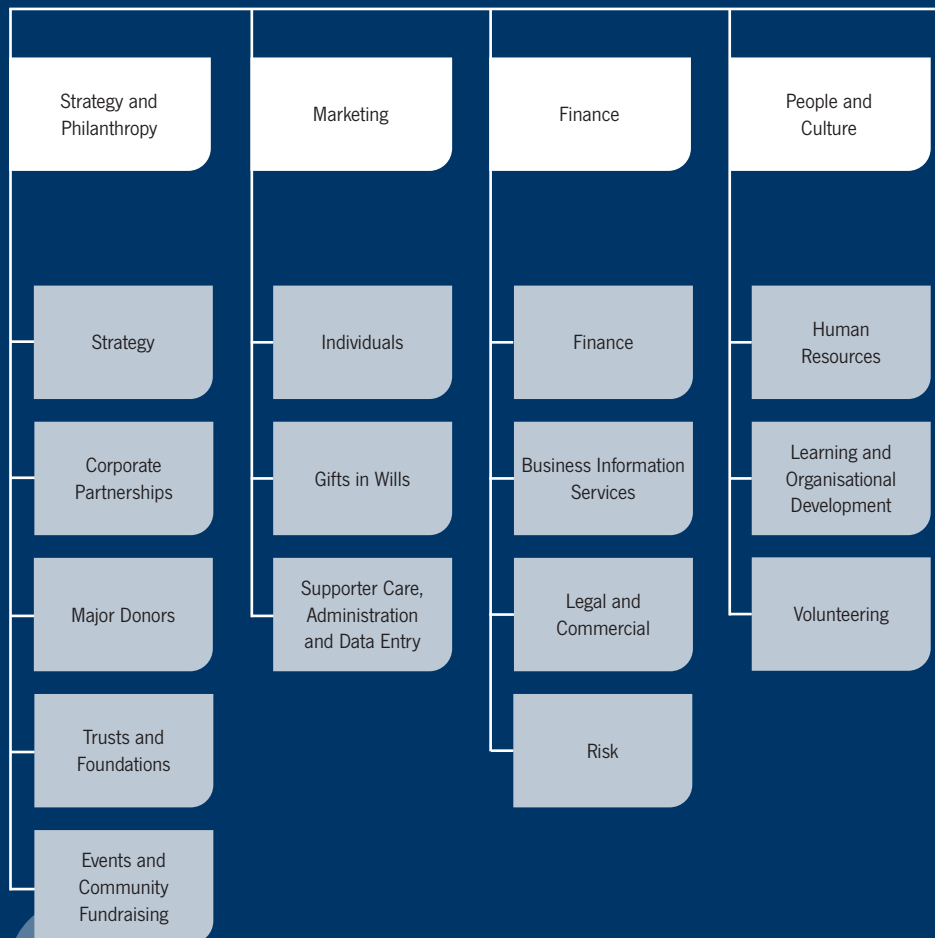 Strategy and
Philanthropy
Marketing
Finance
People and
Culture
Strategy
Corporate
Partnerships
Major Donors
Trusts and
Foundations
Events and
Community
Fundraising
Individuals
Gifts in Wills
Supporter Care,
Administration
and Data Entry
Finance
Business Information
Services
Legal and
Commercial
Risk
Human
Resources
Learning and
Organisational
Development
Volunteering